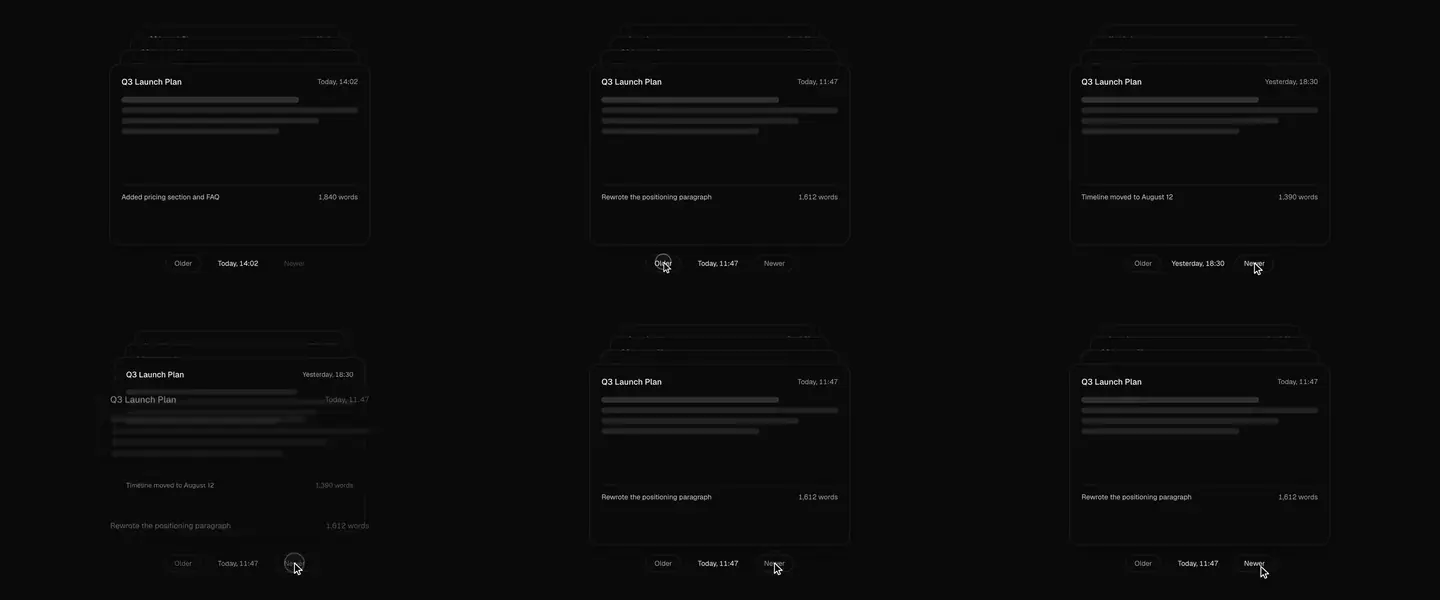 Q3 Launch Plan Today, 14:02
Added pricing section and FAQ 1,840 words
Older Today, 14:02 Newer
Q3 Launch Plan Today, 11:47
Rewrote the positioning paragraph 1,612 words
Older Today, 11:47 Newer
Q3 Launch Plan Yesterday, 18:30
Timeline moved to August 12 1,390 words
Older Yesterday, 18:30 Newer
Q3 Launch Plan Yesterday, 18:30
Q3 Launch Plan Today, 11:47
Timeline moved to August 12 1,390 words
Rewrote the positioning paragraph 1,612 words
Older Today, 11:47 Newer
Q3 Launch Plan Today, 11:47
Rewrote the positioning paragraph 1,612 words
Older Today, 11:47 Newer
Q3 Launch Plan Today, 11:47
Rewrote the positioning paragraph 1,612 words
Older Today, 11:47 Newer